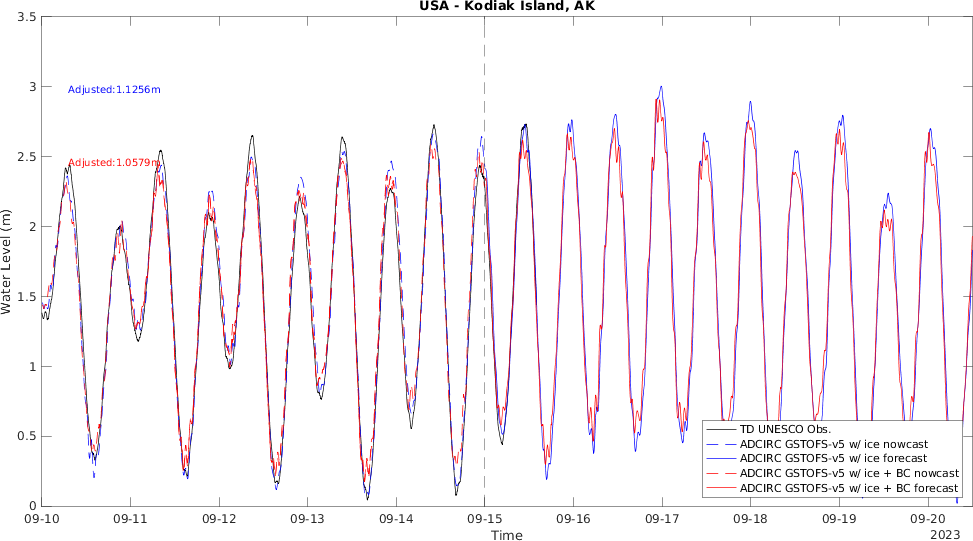 USA - Kodiak Island, AK
3.5
3
2.5
2
1.5
1
0.5
0
Water Level (m)
Adjusted:1.1256m
Adjusted:1.0579m
TD UNESCO Obs.
ADCIRC GSTOFS-v5 w/ ice nowcast
ADCIRC GSTOFS-v5 w/ ice forecast
ADCIRC GSTOFS-v5 w/ ice + BC nowcast
ADCIRC GSTOFS-v5 w/ ice + BC forecast
09-10 09-11 09-12 09-13 09-14 09-15 09-16 09-17 09-18 09-19 09-20
Time
2023